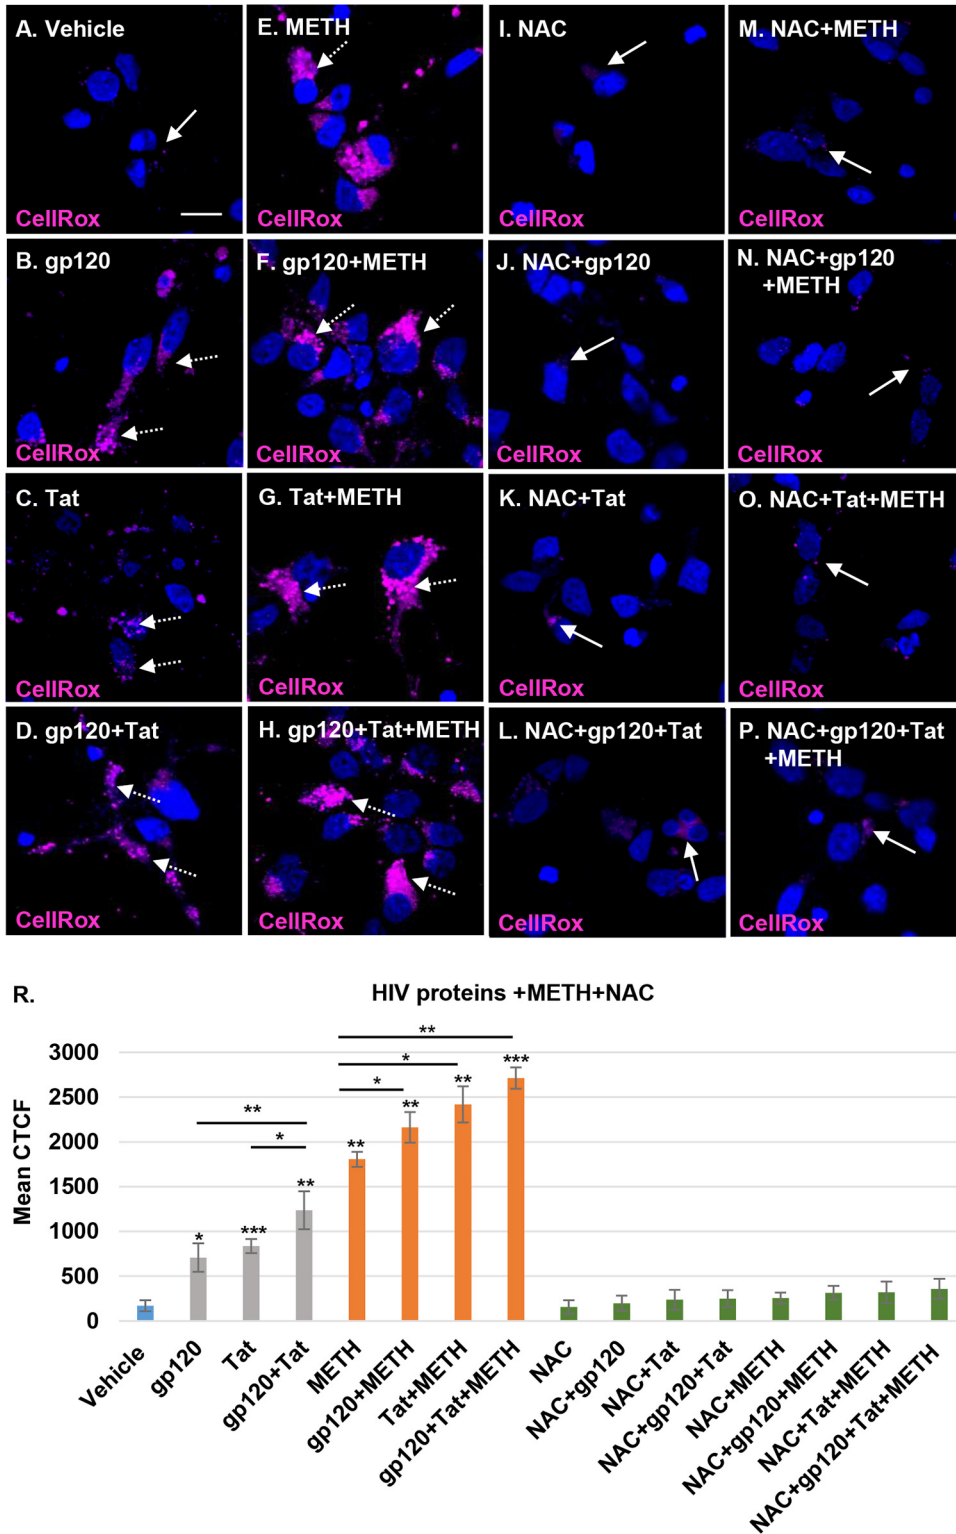 A. Vehicle
CellRox
E. METH
CellRox
I. NAC
CellRox
M. NAC+METH
CellRox
B. gp120
CellRox
F. gp120+METH
CellRox
J. NAC+gp120
CellRox
N. NAC+gp120
+METH
CellRox
C. Tat
CellRox
G. Tat+METH
CellRox
K. NAC+Tat
CellRox
O. NAC+Tat+METH
CellRox
D. gp120+Tat
CellRox
H. gp120+Tat+METH
CellRox
L. NAC+gp120+Tat
CellRox
P. NAC+gp120+Tat
+METH
CellRox
R.
HIV proteins +METH+NAC
Mean CTCF
3000
2500
2000
1500
1000
500
0
**
*
*
**
*
*
***
**
**
**
**
***
Vehicle
gp120
Tat
gp120+Tat
METH
gp120+METH
Tat+METH
gp120+Tat+METH
NAC
NAC+gp120
NAC+Tat
NAC+gp120+Tat
NAC+METH
NAC+gp120+METH
NAC+Tat+METH
NAC+gp120+Tat+METH